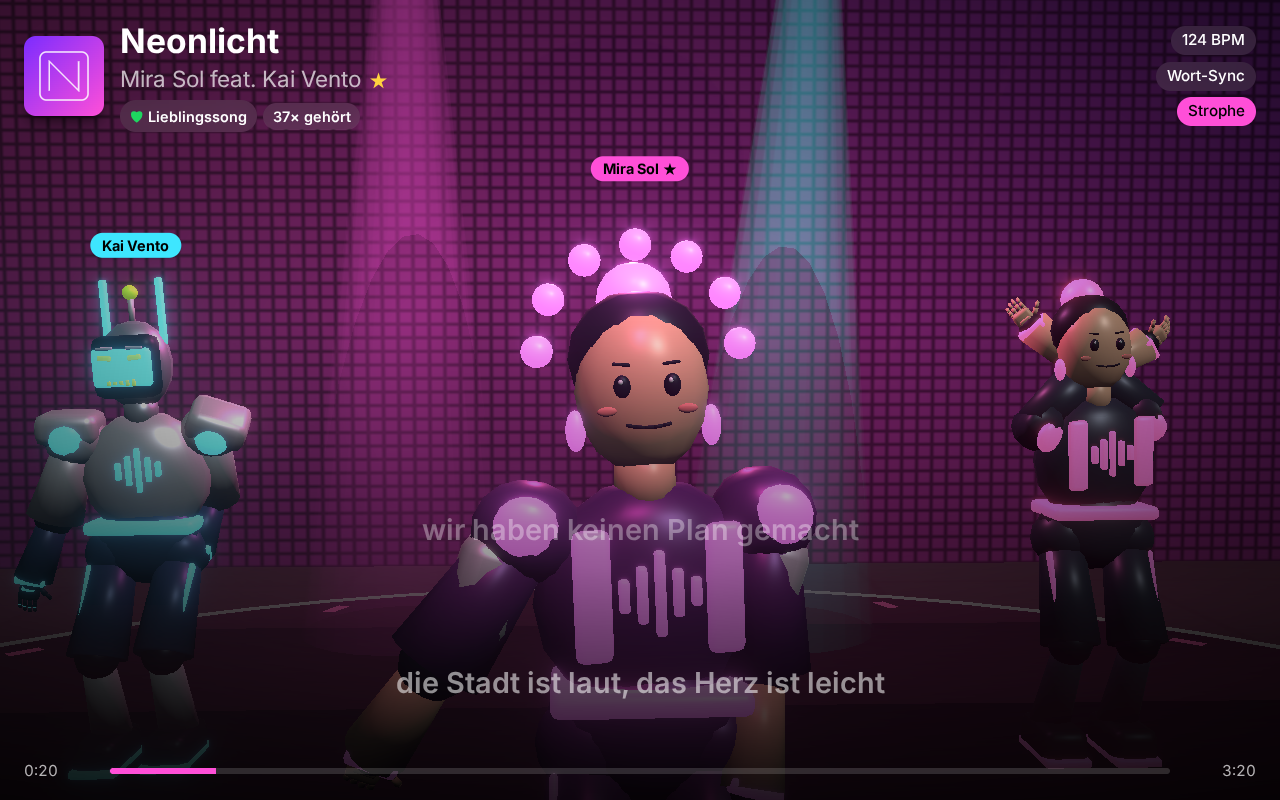 Neonlicht
Mira Sol feat. Kai Vento ★
Lieblingssong
37× gehört
124 BPM
Wort-Sync
Strophe
Mira Sol ★
Kai Vento
wir haben keinen Plan gemacht
die Stadt ist laut, das Herz ist leicht
0:20
3:20